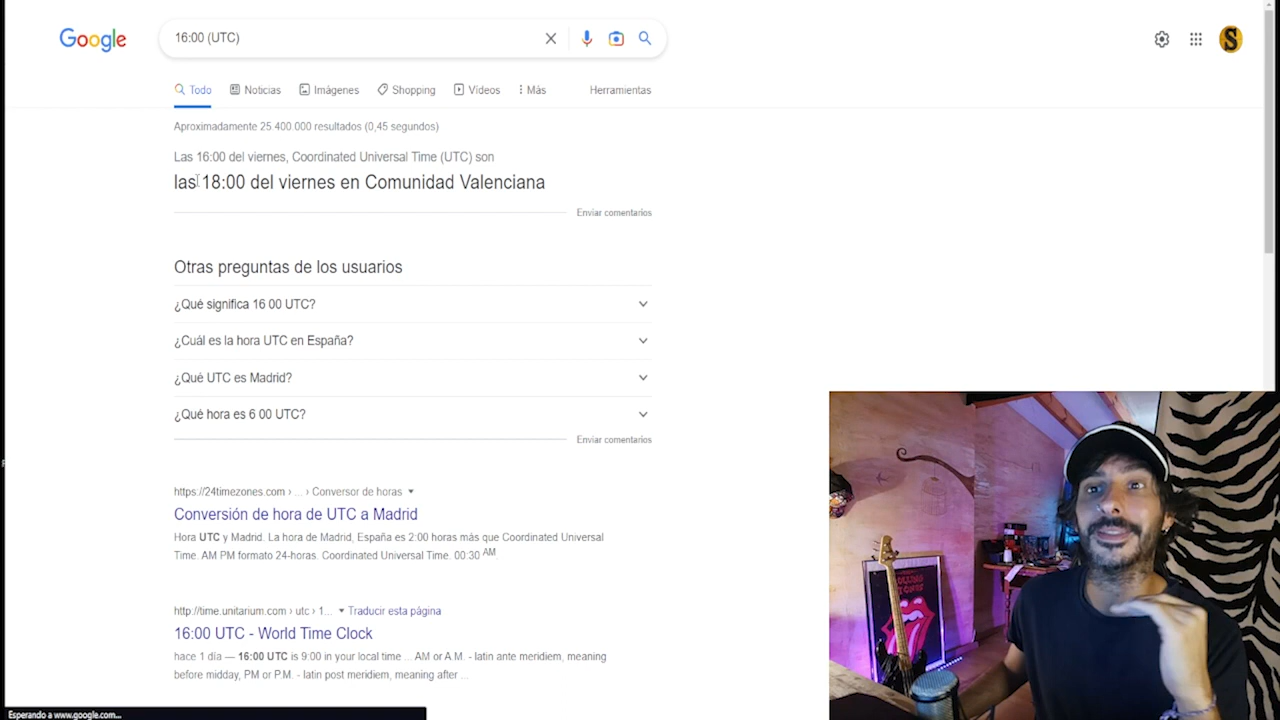 Google
16:00 (UTC)
S
Todo
Noticias
Imágenes
Shopping
Vídeos
Más
Herramientas
Aproximadamente 25.400.000 resultados (0,45 segundos)
Las 16:00 del viernes, Coordinated Universal Time (UTC) son
las 18:00 del viernes en Comunidad Valenciana
Enviar comentarios
Otras preguntas de los usuarios
¿Qué significa 16 00 UTC?
¿Cuál es la hora UTC en España?
¿Qué UTC es Madrid?
¿Qué hora es 6 00 UTC?
Enviar comentarios
https://24timezones.com › ... › Conversor de horas
Conversión de hora de UTC a Madrid
Hora UTC y Madrid. La hora de Madrid, España es 2:00 horas más que Coordinated Universal
Time. AM PM formato 24-horas. Coordinated Universal Time. 00:30 AM
http://time.unitarium.com › utc › 1... Traducir esta página
16:00 UTC - World Time Clock
hace 1 día — 16:00 UTC is 9:00 in your local time ... AM or A.M. - latin ante meridiem, meaning
before midday, PM or P.M. - latin post meridiem, meaning after ...
Esperando a www.google.com...